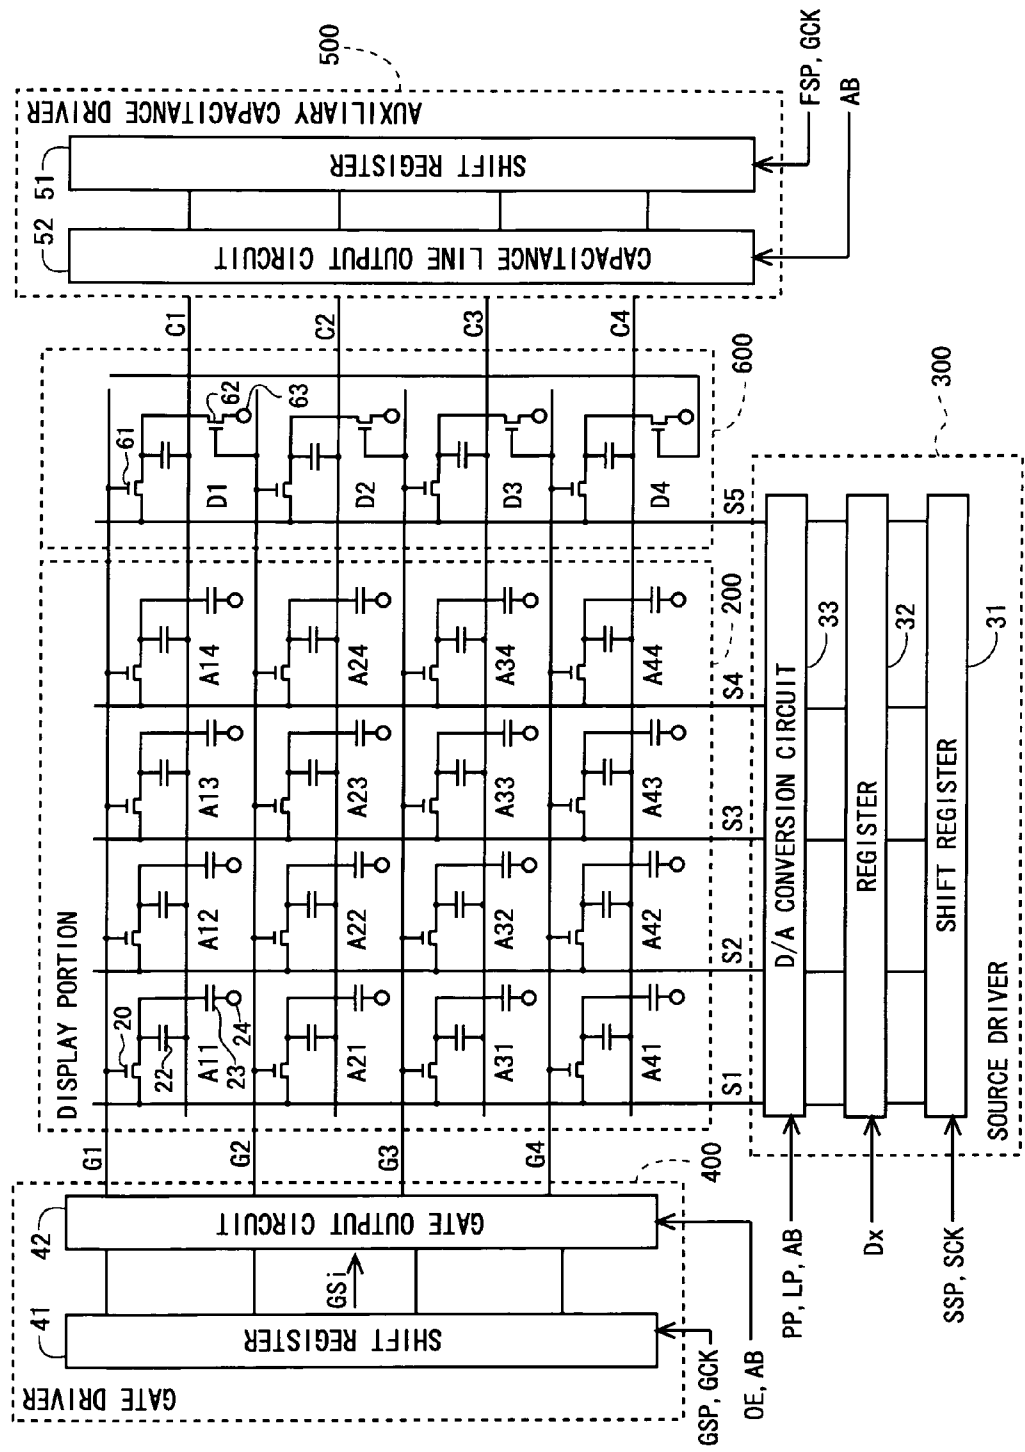 GATE DRIVER
41
SHIFT REGISTER
GSi
42
GATE OUTPUT CIRCUIT
400
GSP, GCK
OE, AB
G1
G2
G3
G4
DISPLAY PORTION
20
22
23
24
A11
A12
A13
A14
A21
A22
A23
A24
A31
A32
A33
A34
A41
A42
A43
A44
S1
S2
S3
S4
S5
200
61
62
63
D1
D2
D3
D4
600
C1
C2
C3
C4
52
CAPACITANCE LINE OUTPUT CIRCUIT
51
SHIFT REGISTER
AUXILIARY CAPACITANCE DRIVER
500
FSP, GCK
AB
300
D/A CONVERSION CIRCUIT
33
REGISTER
32
SHIFT REGISTER
31
SOURCE DRIVER
PP, LP, AB
Dx
SSP, SCK